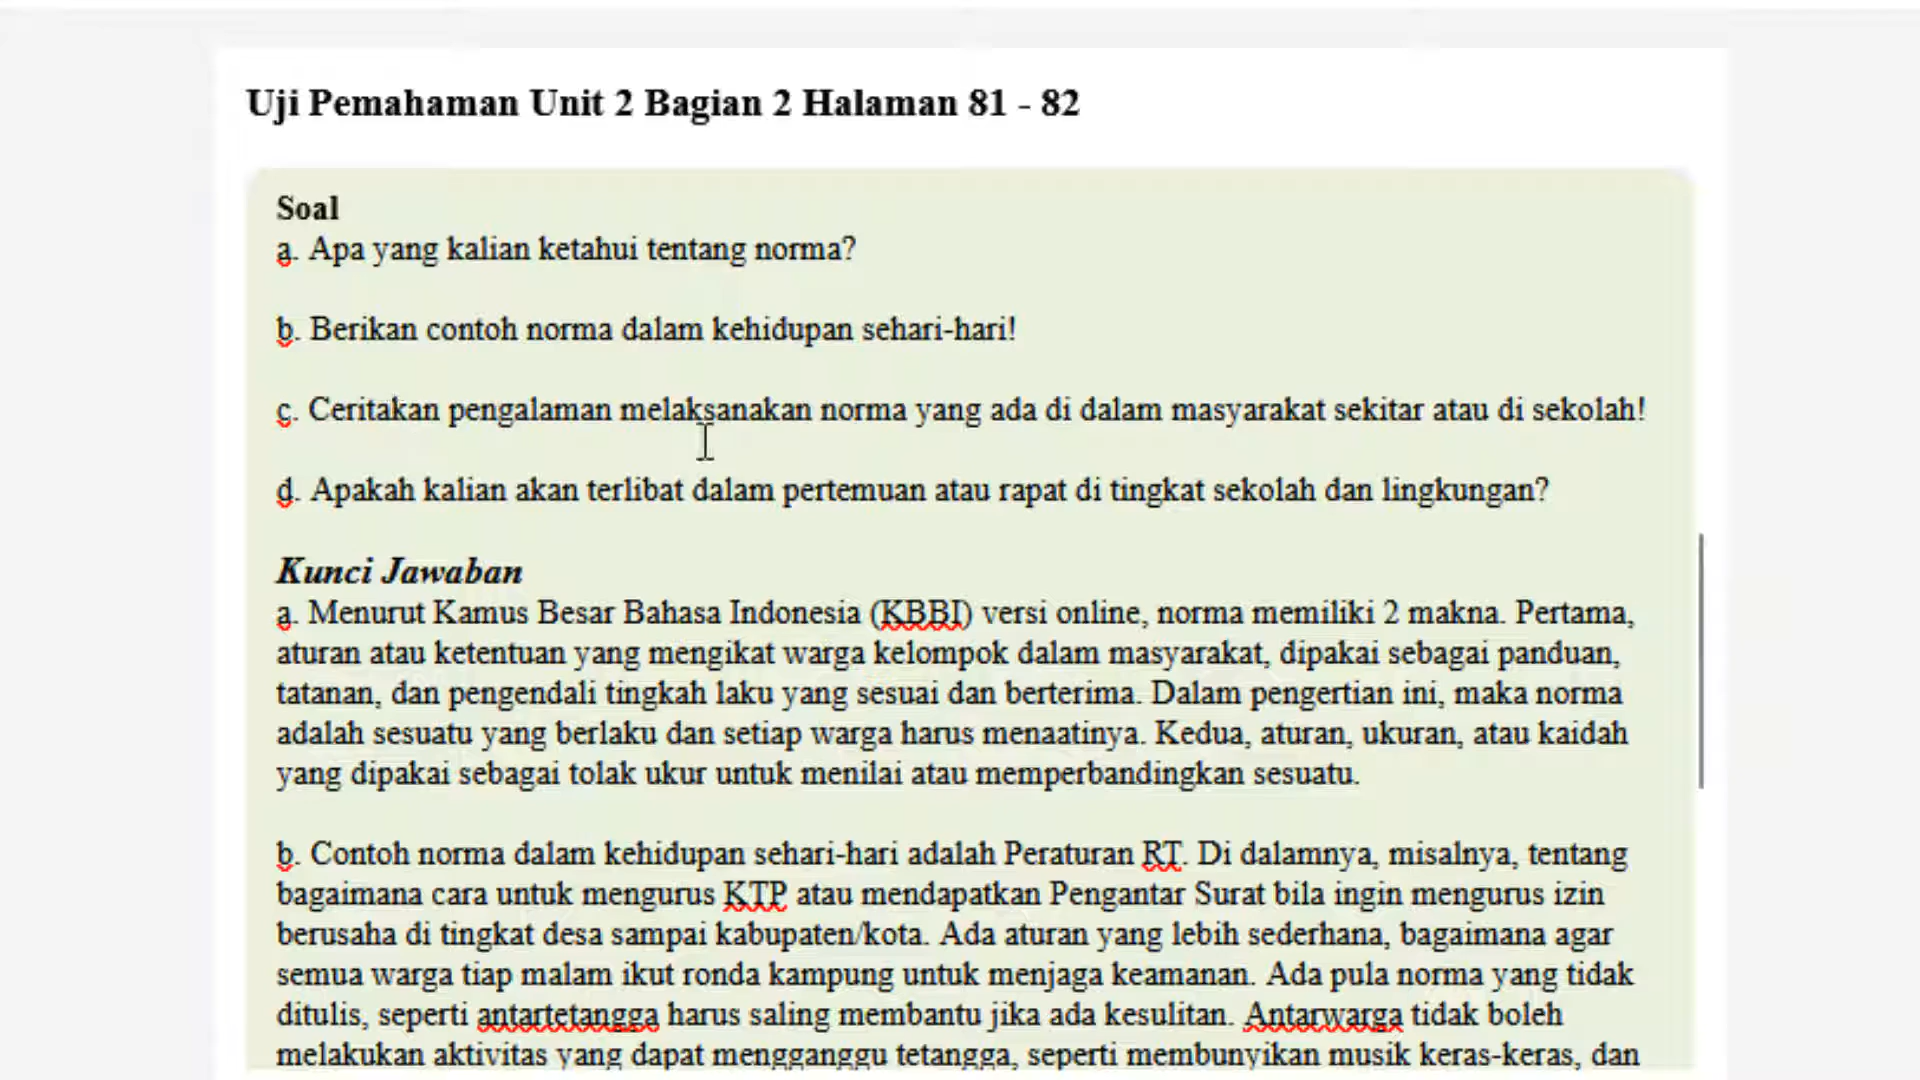 Uji Pemahaman Unit 2 Bagian 2 Halaman 81 - 82
Soal
a. Apa yang kalian ketahui tentang norma?
b. Berikan contoh norma dalam kehidupan sehari-hari!
c. Ceritakan pengalaman melaksanakan norma yang ada di dalam masyarakat sekitar atau di sekolah!
d. Apakah kalian akan terlibat dalam pertemuan atau rapat di tingkat sekolah dan lingkungan?
Kunci Jawaban
a. Menurut Kamus Besar Bahasa Indonesia (KBBI) versi online, norma memiliki 2 makna. Pertama,
aturan atau ketentuan yang mengikat warga kelompok dalam masyarakat, dipakai sebagai panduan,
tatanan, dan pengendali tingkah laku yang sesuai dan berterima. Dalam pengertian ini, maka norma
adalah sesuatu yang berlaku dan setiap warga harus menaatinya. Kedua, aturan, ukuran, atau kaidah
yang dipakai sebagai tolak ukur untuk menilai atau memperbandingkan sesuatu.
b. Contoh norma dalam kehidupan sehari-hari adalah Peraturan RT. Di dalamnya, misalnya, tentang
bagaimana cara untuk mengurus KTP atau mendapatkan Pengantar Surat bila ingin mengurus izin
berusaha di tingkat desa sampai kabupaten/kota. Ada aturan yang lebih sederhana, bagaimana agar
semua warga tiap malam ikut ronda kampung untuk menjaga keamanan. Ada pula norma yang tidak
ditulis, seperti antartetangga harus saling membantu jika ada kesulitan. Antarwarga tidak boleh
melakukan aktivitas yang dapat mengganggu tetangga, seperti membunyikan musik keras-keras, dan